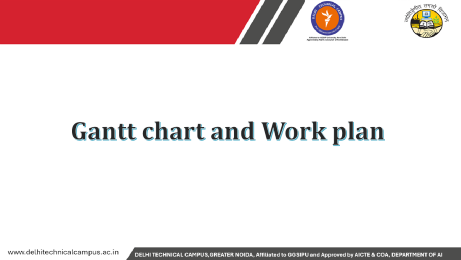 Gantt chart and Work plan
www.delhitechnicalcampus.ac.in
DELHI TECHNICAL CAMPUS,GREATER NOIDA, Affiliated to GGSIPU and Approved by AICTE & COA, DEPARTMENT OF AI